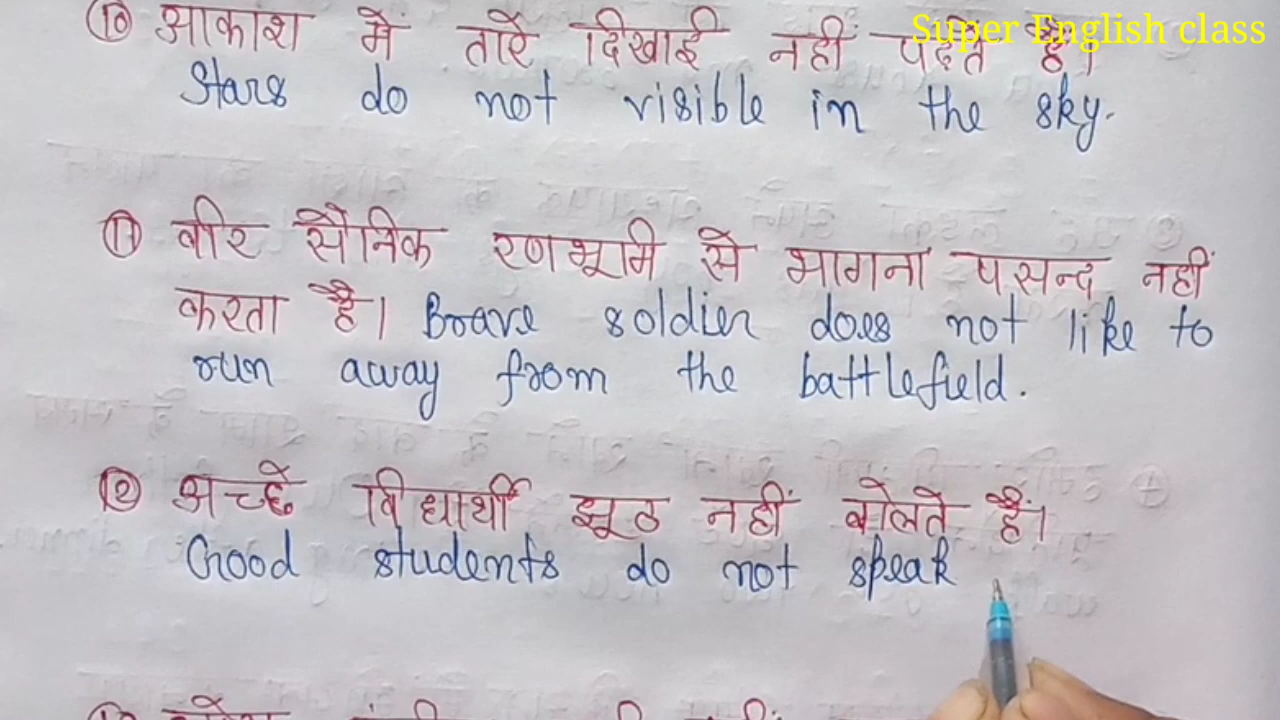 Super English class
(10) आकाश में तारे दिखाई नहीं पड़ते हैं।
Stars do not visible in the sky.
(11) वीर सैनिक रणभूमि से भागना पसन्द नहीं
करता है। Brave soldier does not like to
run away from the battlefield.
(12) अच्छे विद्यार्थी झूठ नहीं बोलते हैं।
Good students do not speak